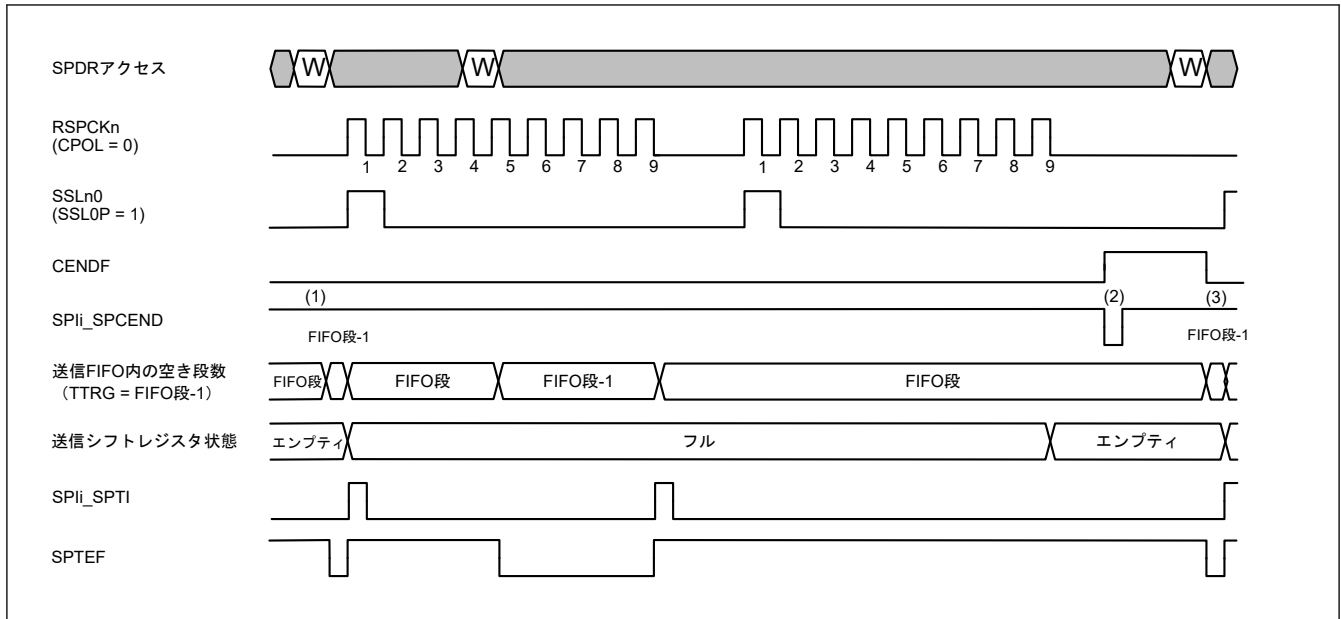 SPDRアクセス
W W W
RSPCKn
(CPOL = 0)
1 2 3 4 5 6 7 8 9 1 2 3 4 5 6 7 8 9
SSLn0
(SSL0P = 1)
CENDF
(1) (2) (3)
SPIi_SPCEND
FIFO段-1 FIFO段-1
送信FIFO内の空き段数
(TTRG = FIFO段-1)
FIFO段 FIFO段 FIFO段-1 FIFO段
送信シフトレジスタ状態 エンプティ フル エンプティ
SPIi_SPTI
SPTEF